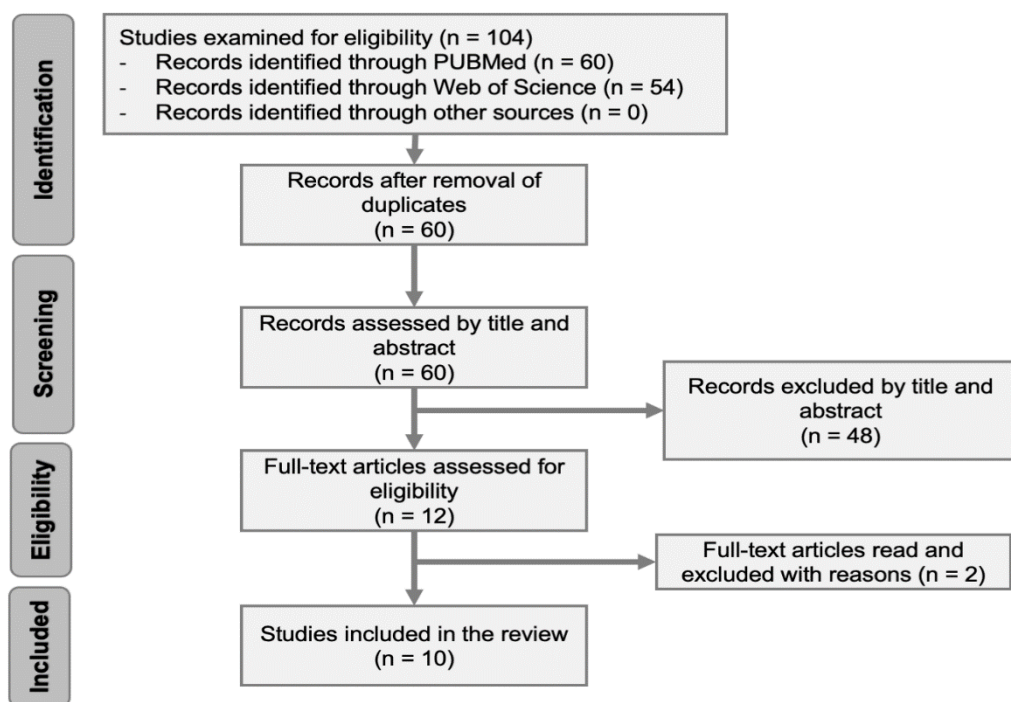 Identification
Studies examined for eligibility (n = 104)
- Records identified through PUBMed (n = 60)
- Records identified through Web of Science (n = 54)
- Records identified through other sources (n = 0)
Records after removal of
duplicates
(n = 60)
Screening
Records assessed by title and
abstract
(n = 60)
Records excluded by title and
abstract
(n = 48)
Eligibility
Full-text articles assessed for
eligibility
(n = 12)
Full-text articles read and
excluded with reasons (n = 2)
Included
Studies included in the review
(n = 10)